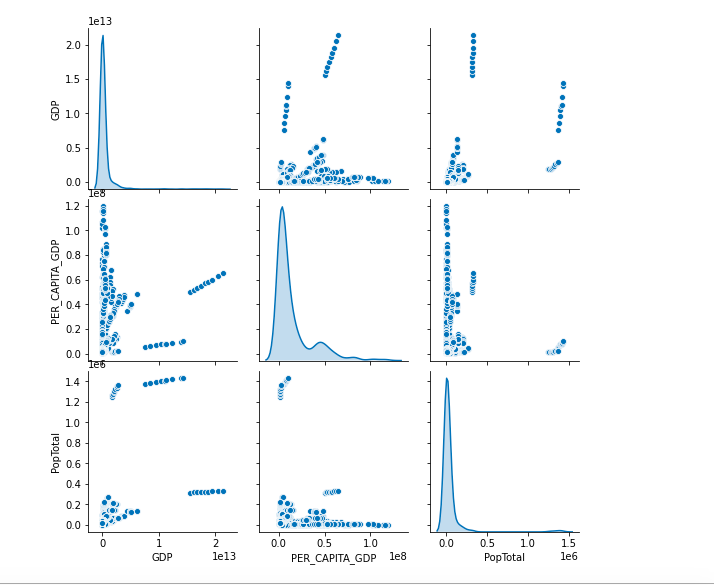 1e13
2.0
1.5
1.0
0.5
0.0
GDP
1e8
1.2
1.0
0.8
0.6
0.4
0.2
0.0
PER_CAPITA_GDP
1e6
1.4
1.2
1.0
0.8
0.6
0.4
0.2
0.0
PopTotal
0 1 2
GDP 1e13
0.0 0.5 1.0
PER_CAPITA_GDP 1e8
0.0 0.5 1.0 1.5
PopTotal 1e6